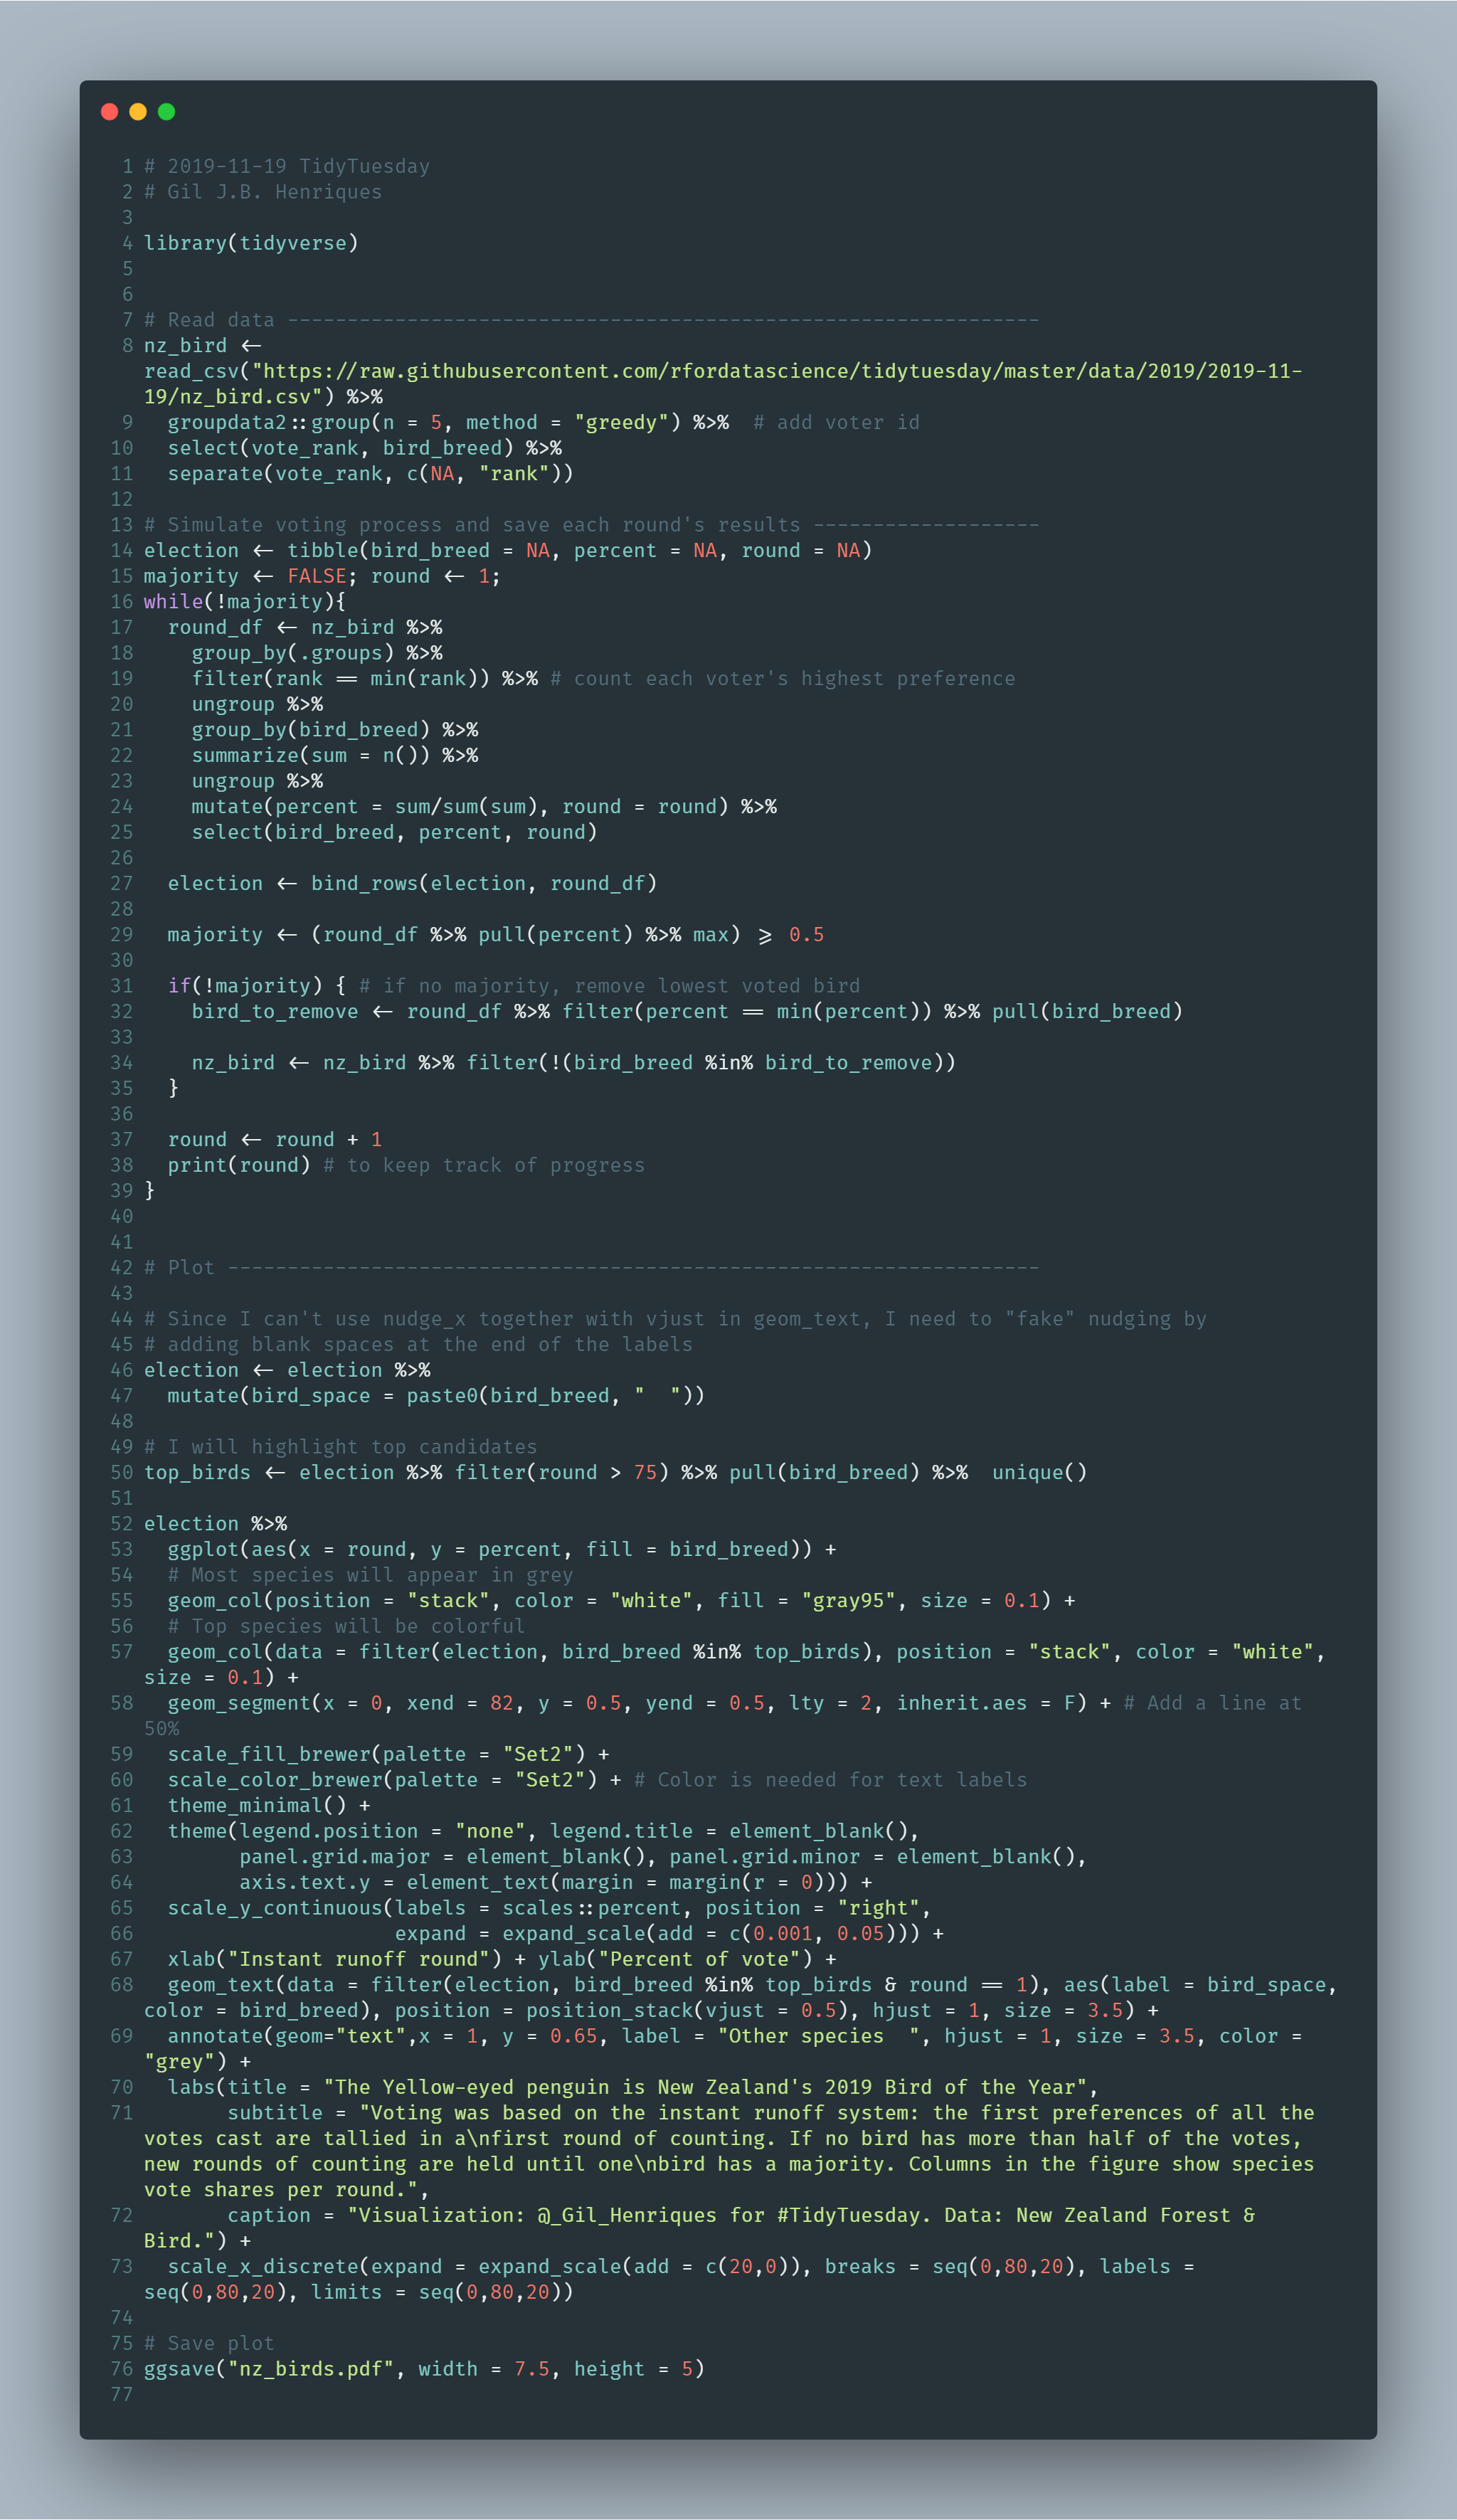 1 # 2019-11-19 TidyTuesday
2 # Gil J.B. Henriques
3
4 library(tidyverse)
5
6
7 # Read data ---------------------------------------------------------------
8 nzbird <-
read_csv("https://raw.githubusercontent.com/rfordatascience/tidytuesday/master/data/2019/2019-11-
19/nz_bird.csv") %>%
9   groupdata2::group(n = 5, method = "greedy") %>%  # add voter id
10   select(vote_rank, bird_breed) %>%
11   separate(vote_rank, c(NA, "rank"))
12
13 # Simulate voting process and save each round's results -------------------
14 election <- tibble(bird_breed = NA, percent = NA, round = NA)
15 majority <- FALSE; round <- 1;
16 while(!majority){
17   round_df <- nz_bird %>%
18     group_by(.groups) %>%
19     filter(rank == min(rank)) %>% # count each voter's highest preference
20     ungroup %>%
21     group_by(bird_breed) %>%
22     summarize(sum = n()) %>%
23     ungroup %>%
24     mutate(percent = sum/sum(sum), round = round) %>%
25     select(bird_breed, percent, round)
26
27   election <- bind_rows(election, round_df)
28
29   majority <- (round_df %>% pull(percent) %>% max) >= 0.5
30
31   if(!majority) { # if no majority, remove lowest voted bird
32     bird_to_remove <- round_df %>% filter(percent == min(percent)) %>% pull(bird_breed)
33
34     nz_bird <- nz_bird %>% filter(!(bird_breed %in% bird_to_remove))
35   }
36
37   round <- round + 1
38   print(round) # to keep track of progress
39 }
40
41
42 # Plot --------------------------------------------------------------------
43
44 # Since I can't use nudge_x together with vjust in geom_text, I need to "fake" nudging by
45 # adding blank spaces at the end of the labels
46 election <- election %>%
47   mutate(bird_space = paste0(bird_breed, "  "))
48
49 # I will highlight top candidates
50 top_birds <- election %>% filter(round > 75) %>% pull(bird_breed) %>%  unique()
51
52 election %>%
53   ggplot(aes(x = round, y = percent, fill = bird_breed)) +
54   # Most species will appear in grey
55   geom_col(position = "stack", color = "white", fill = "gray95", size = 0.1) +
56   # Top species will be colorful
57   geom_col(data = filter(election, bird_breed %in% top_birds), position = "stack", color = "white",
size = 0.1) +
58   geom_segment(x = 0, xend = 82, y = 0.5, yend = 0.5, lty = 2, inherit.aes = F) + # Add a line at
50%
59   scale_fill_brewer(palette = "Set2") +
60   scale_color_brewer(palette = "Set2") + # Color is needed for text labels
61   theme_minimal() +
62   theme(legend.position = "none", legend.title = element_blank(),
63         panel.grid.major = element_blank(), panel.grid.minor = element_blank(),
64         axis.text.y = element_text(margin = margin(r = 0))) +
65   scale_y_continuous(labels = scales::percent, position = "right",
66                      expand = expand_scale(add = c(0.001, 0.05))) +
67   xlab("Instant runoff round") + ylab("Percent of vote") +
68   geom_text(data = filter(election, bird_breed %in% top_birds & round == 1), aes(label = bird_space,
color = bird_breed), position = position_stack(vjust = 0.5), hjust = 1, size = 3.5) +
69   annotate(geom="text",x = 1, y = 0.65, label = "Other species  ", hjust = 1, size = 3.5, color =
"grey") +
70   labs(title = "The Yellow-eyed penguin is New Zealand's 2019 Bird of the Year",
71        subtitle = "Voting was based on the instant runoff system: the first preferences of all the
votes cast are tallied in a\nfirst round of counting. If no bird has more than half of the votes,
new rounds of counting are held until one\nbird has a majority. Columns in the figure show species
vote shares per round.",
72        caption = "Visualization: @_Gil_Henriques for #TidyTuesday. Data: New Zealand Forest &
Bird.") +
73   scale_x_discrete(expand = expand_scale(add = c(20,0)), breaks = seq(0,80,20), labels =
seq(0,80,20), limits = seq(0,80,20))
74
75 # Save plot
76 ggsave("nz_birds.pdf", width = 7.5, height = 5)
77